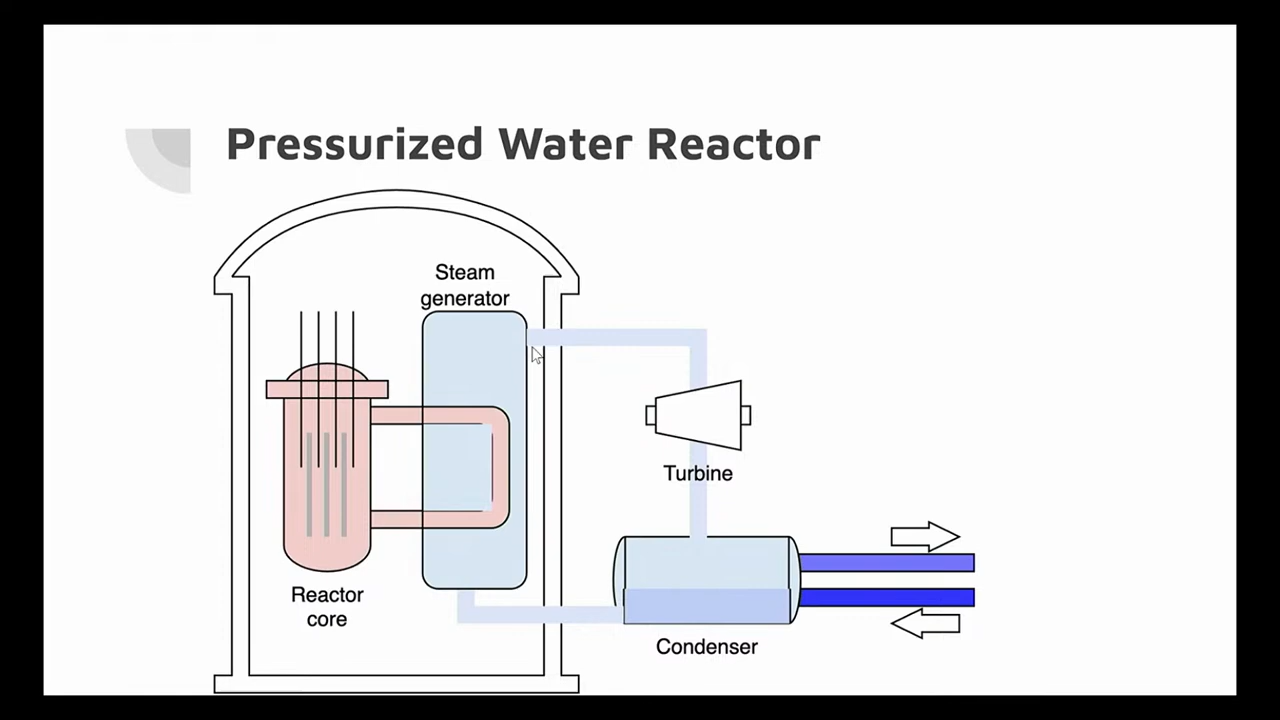 Pressurized Water Reactor
Steam
generator
Turbine
Reactor
core
Condenser